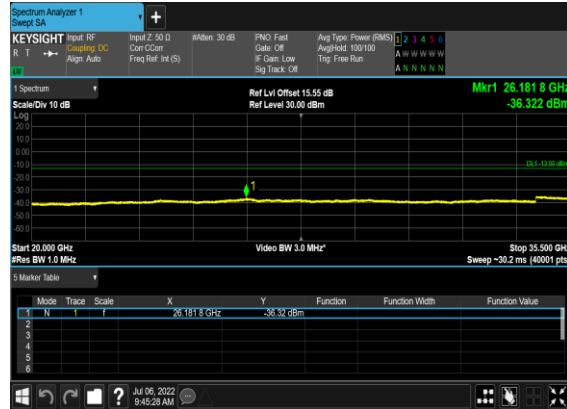 Spectrum Analyzer 1
Swept SA
+
KEYSIGHT Input: RF Input Z: 50 Ω #Atten: 30 dB PNO: Fast Avg Type: Power (RMS) 1 2 3 4 5 6
R T Coupling: DC Corr CCorr Gate: Off Avg|Hold: 100/100 A W W W W W
Align: Auto Freq Ref: Int (S) IF Gain: Low Trig: Free Run
Sig Track: Off A N N N N N
1 Spectrum Ref Lvl Offset 15.55 dB Mkr1 26.181 8 GHz
Scale/Div 10 dB Ref Level 30.00 dBm -36.322 dBm
Log
20.0
10.0
0.00
-10.0 DL1 -13.00 dBm
-20.0
-30.0 1
-40.0
-50.0
-60.0
Start 20.000 GHz Video BW 3.0 MHz* Stop 35.500 GHz
#Res BW 1.0 MHz Sweep ~30.2 ms (40001 pts)
5 Marker Table
Mode Trace Scale X Y Function Function Width Function Value
1 N 1 f 26.181 8 GHz -36.32 dBm
2
3
4
5
6
? Jul 06, 2022
9:45:28 AM